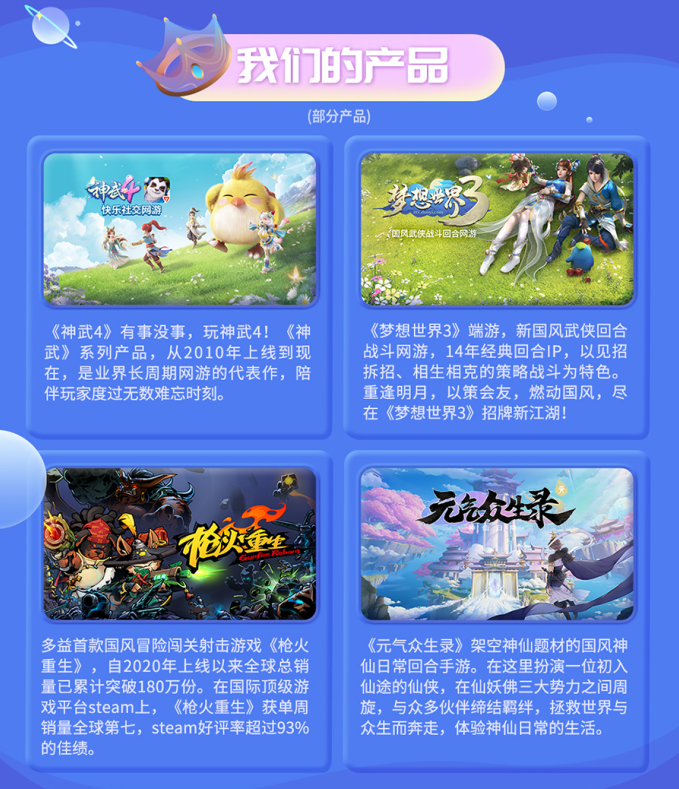 我们的产品
(部分产品)
神武4
快乐社交网游
《神武4》有事没事，玩神武4！《神
武》系列产品，从2010年上线到现
在，是业界长周期网游的代表作，陪
伴玩家度过无数难忘时刻。
梦想世界3
国风武侠战斗回合网游
《梦想世界3》端游，新国风武侠回合
战斗网游，14年经典回合IP，以见招
拆招、相生相克的策略战斗为特色。
重逢明月，以策会友，燃动国风，尽
在《梦想世界3》招牌新江湖！
枪火重生
Gunfire Reborn
多益首款国风冒险闯关射击游戏《枪火
重生》，自2020年上线以来全球总销
量已累计突破180万份。在国际顶级游
戏平台steam上，《枪火重生》获单周
销量全球第七，steam好评率超过93%
的佳绩。
元气众生录
《元气众生录》架空神仙题材的国风神
仙日常回合手游。在这里扮演一位初入
仙途的仙侠，在仙妖佛三大势力之间周
旋，与众多伙伴缔结羁绊，拯救世界与
众生而奔走，体验神仙日常的生活。